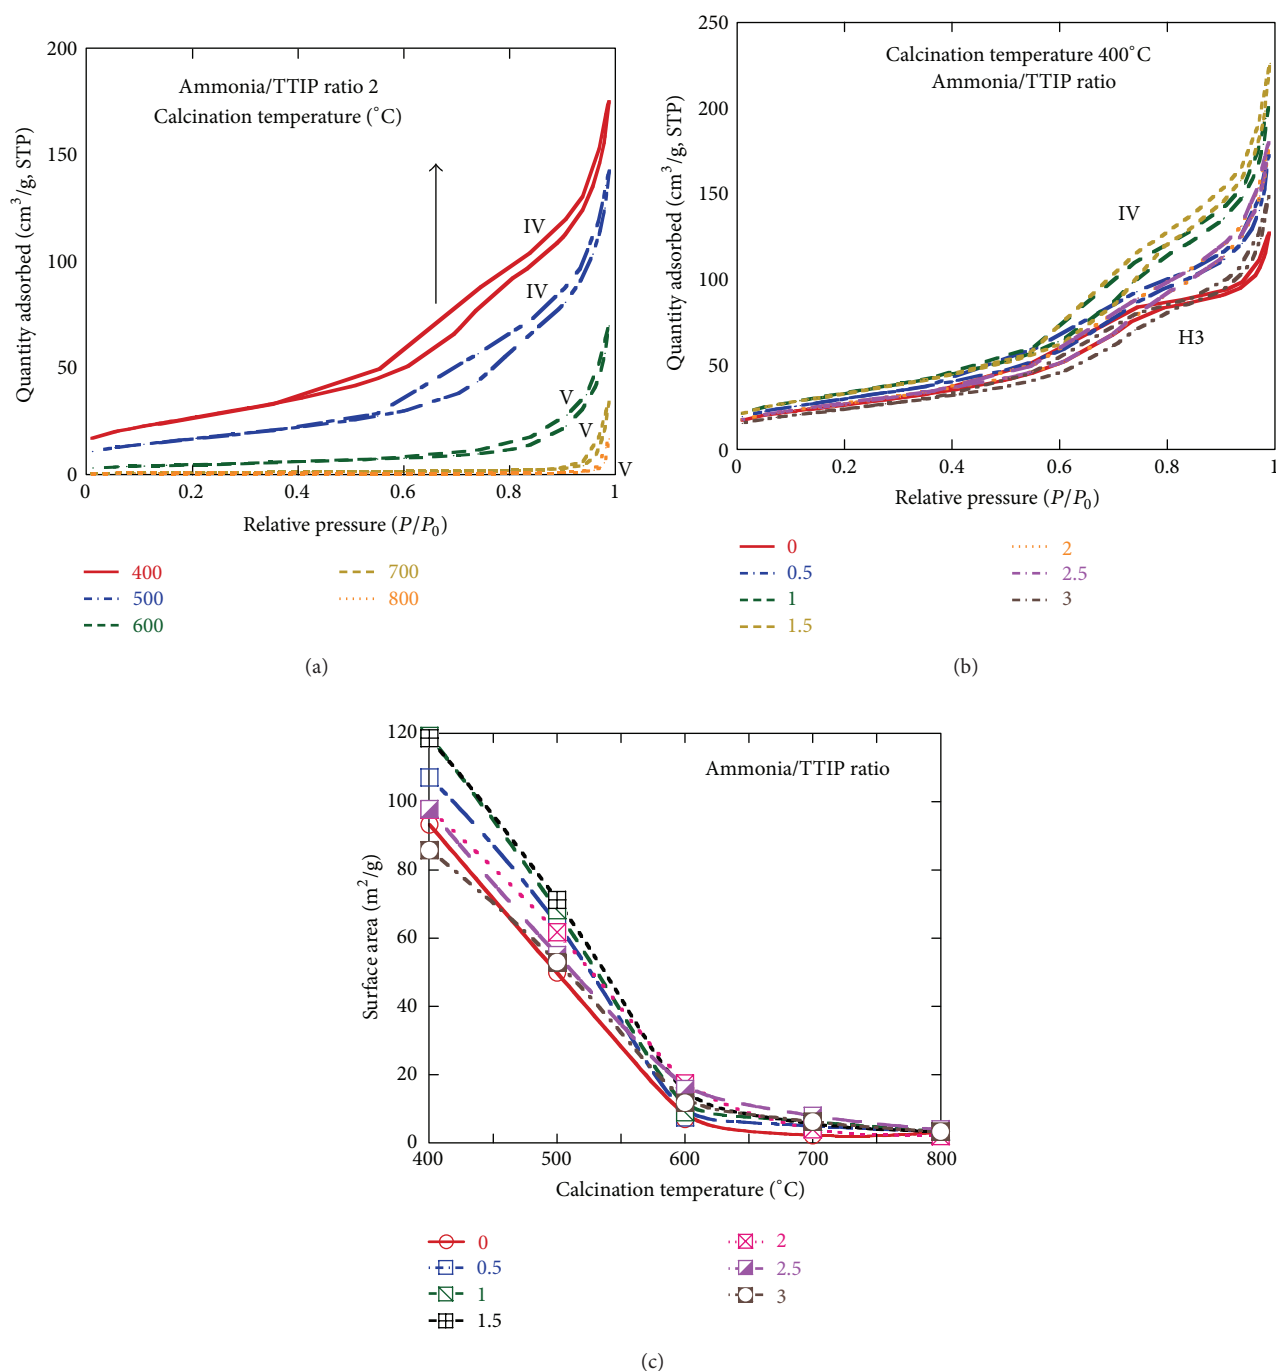 200
150
100
50
0
Quantity adsorbed (cm³/g, STP)
Ammonia/TTIP ratio 2
Calcination temperature (°C)
IV
IV
V
V
V
0 0.2 0.4 0.6 0.8 1
Relative pressure (P/P₀)
400
500
600
700
800
(a)
250
200
150
100
50
0
Quantity adsorbed (cm³/g, STP)
Calcination temperature 400°C
Ammonia/TTIP ratio
IV
H3
0 0.2 0.4 0.6 0.8 1
Relative pressure (P/P₀)
0
0.5
1
1.5
2
2.5
3
(b)
120
100
80
60
40
20
0
Surface area (m²/g)
Ammonia/TTIP ratio
400 500 600 700 800
Calcination temperature (°C)
0
0.5
1
1.5
2
2.5
3
(c)